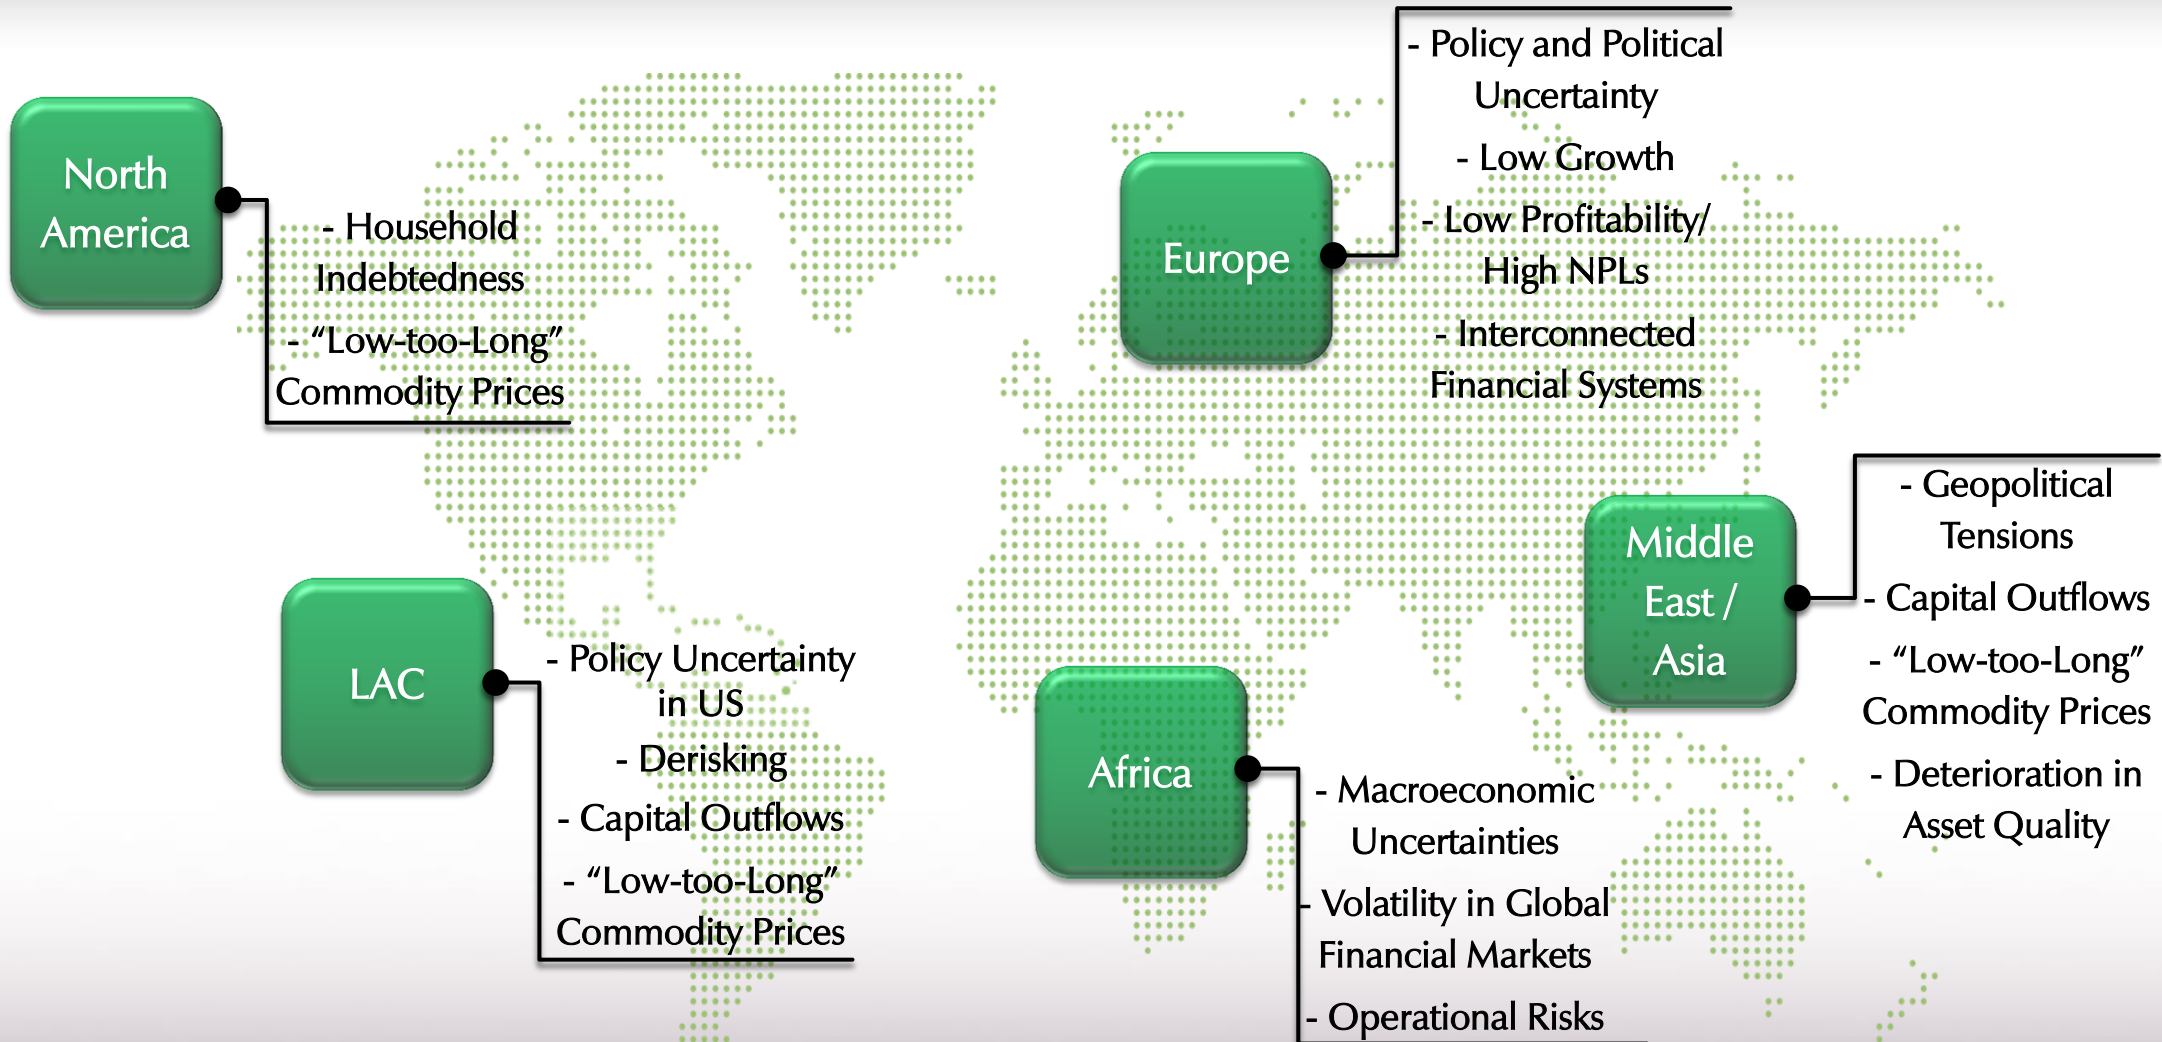 North
America
- Household
Indebtedness
- “Low-too-Long”
Commodity Prices
Europe
- Policy and Political
Uncertainty
- Low Growth
- Low Profitability/
High NPLs
- Interconnected
Financial Systems
LAC
- Policy Uncertainty
in US
- Derisking
- Capital Outflows
- “Low-too-Long”
Commodity Prices
Africa
- Macroeconomic
Uncertainties
- Volatility in Global
Financial Markets
- Operational Risks
Middle
East /
Asia
- Geopolitical
Tensions
- Capital Outflows
- “Low-too-Long”
Commodity Prices
- Deterioration in
Asset Quality